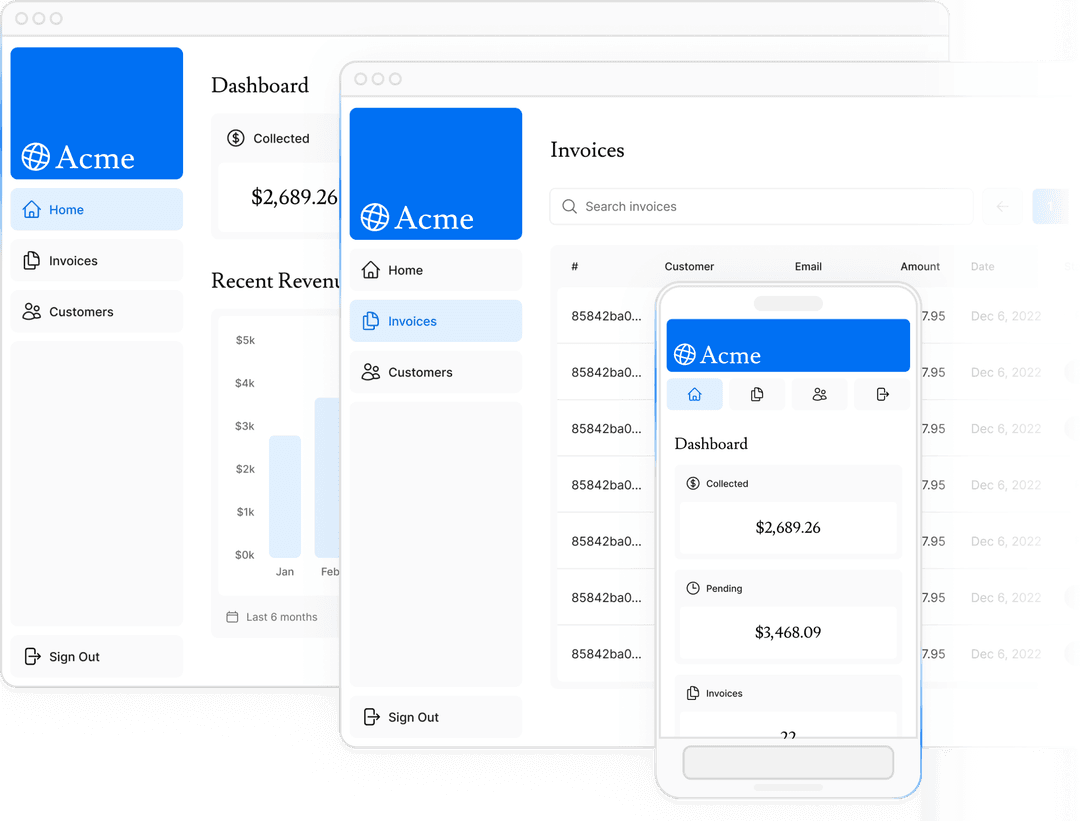 Acme
Home
Invoices
Customers
Sign Out
Dashboard
Collected
$2,689.26
Recent Revenu
$5k
$4k
$3k
$2k
$1k
$0k
Jan Feb
Last 6 months
Acme
Home
Invoices
Customers
Sign Out
Invoices
Search invoices
# Customer Email Amount Date
85842ba0... 7.95 Dec 6, 2022
85842ba0... 7.95 Dec 6, 2022
85842ba0... 7.95 Dec 6, 2022
85842ba0... 7.95 Dec 6, 2022
85842ba0... 7.95 Dec 6, 2022
85842ba0... 7.95 Dec 6, 2022
85842ba0... 7.95 Dec 6, 2022
Acme
Dashboard
Collected
$2,689.26
Pending
$3,468.09
Invoices
22